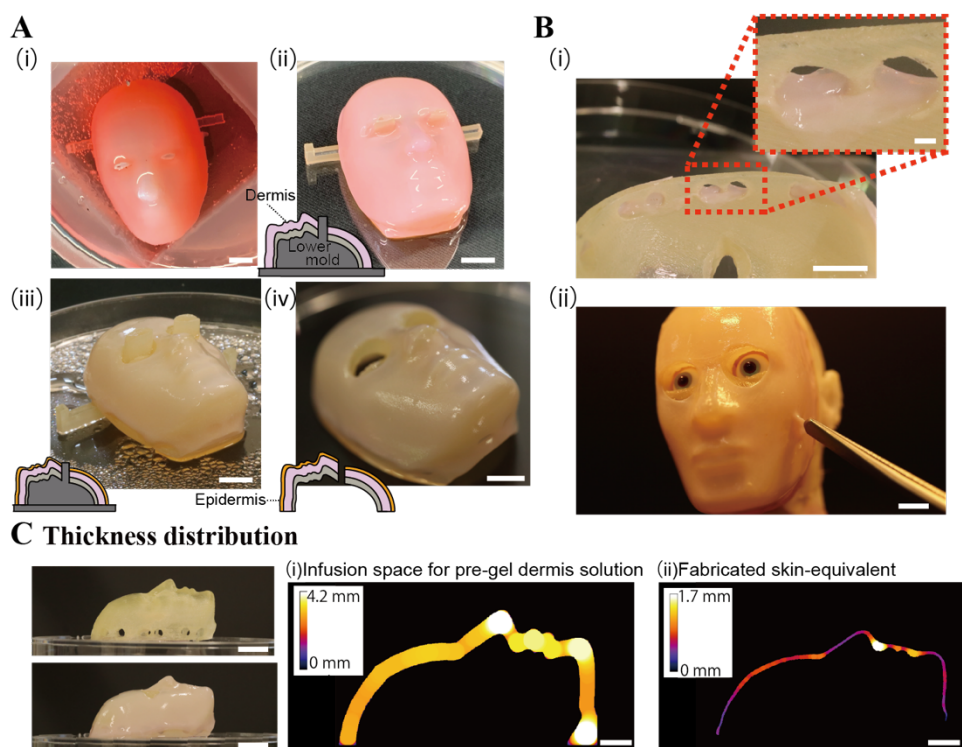 A
(i)
(ii)
Dermis
Lower
mold
(iii)
(iv)
Epidermis
B
(i)
(ii)
C Thickness distribution
(i)Infusion space for pre-gel dermis solution
4.2 mm
0 mm
(ii)Fabricated skin-equivalent
1.7 mm
0 mm